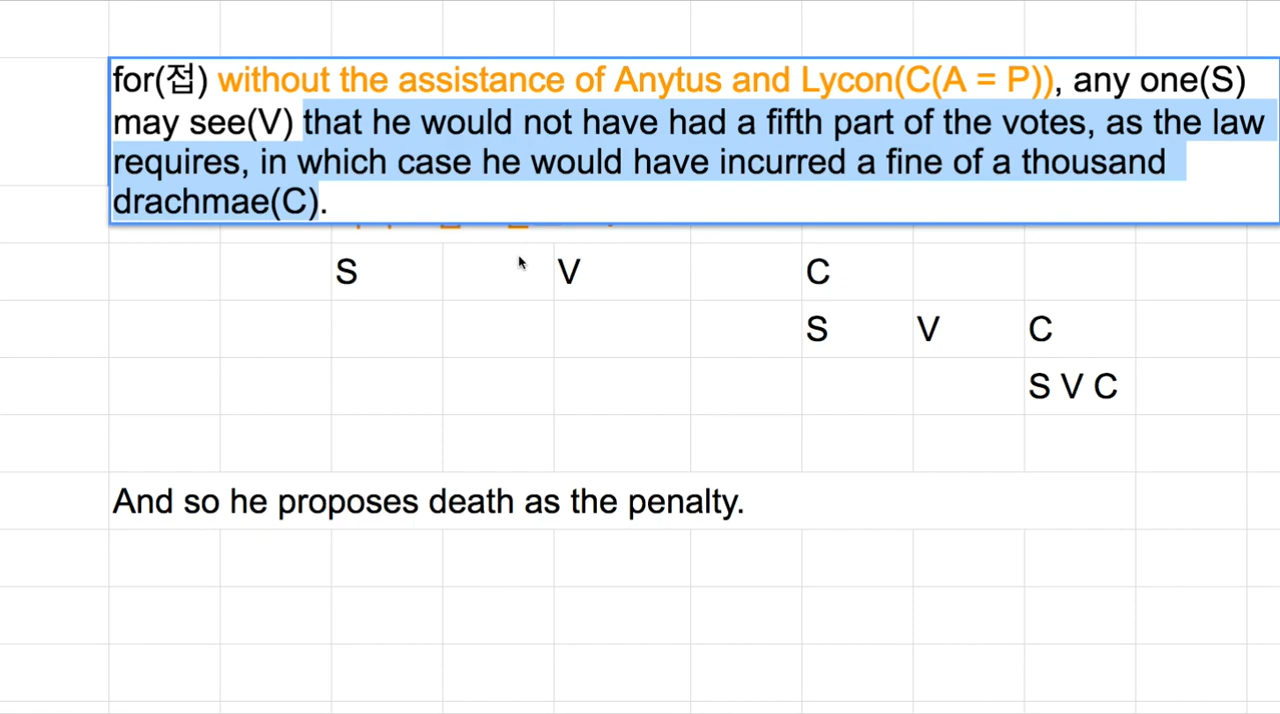 for(접) without the assistance of Anytus and Lycon(C(A = P)), any one(S)
may see(V) that he would not have had a fifth part of the votes, as the law
requires, in which case he would have incurred a fine of a thousand
drachmae(C).
S V C
S V C
S V C
And so he proposes death as the penalty.